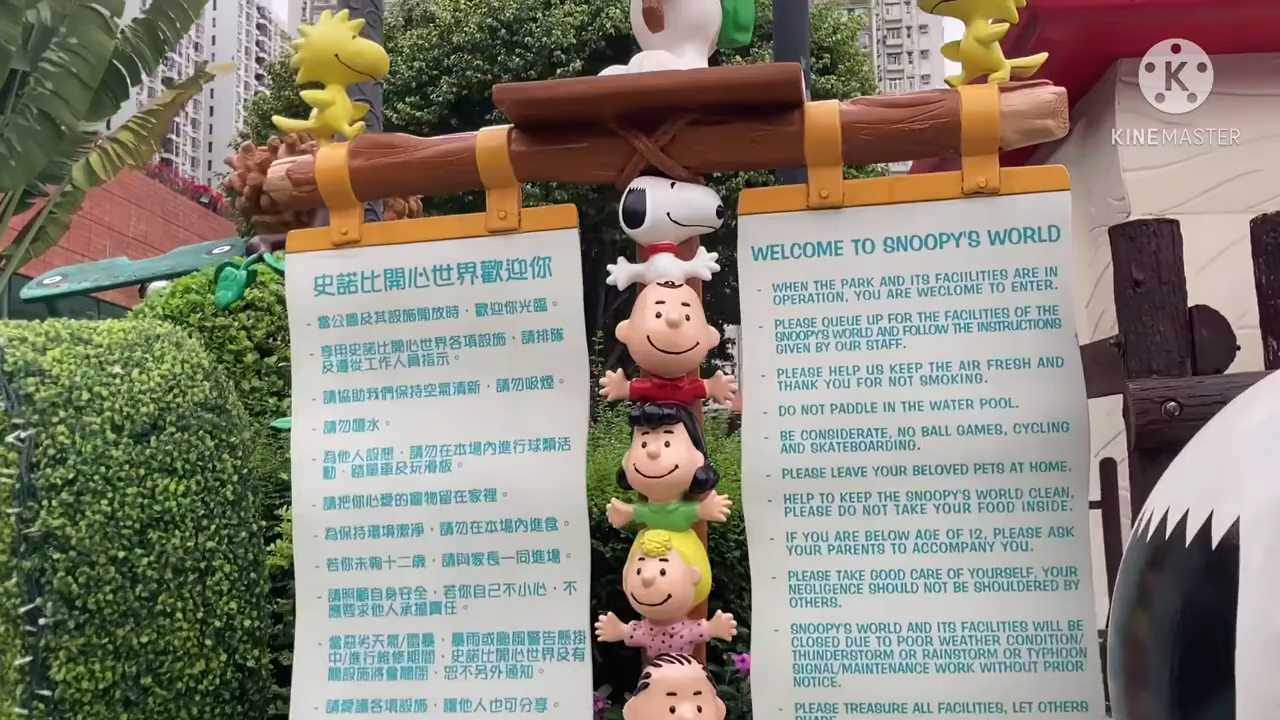 史諾比開心世界歡迎你
- 當公園及其設施開放時，歡迎你光臨。
- 享用史諾比開心世界各項設施，請排隊
及遵從工作人員指示。
- 請協助我們保持空氣清新，請勿吸煙。
- 請勿嬉水。
- 為他人設想，請勿在本場內進行球類活
動、踏單車及玩滑板。
- 請把你心愛的寵物留在家裡。
- 為保持環境潔淨，請勿在本場內進食。
- 若你未夠十二歲，請與家長一同進場。
- 請照顧自身安全，若你自己不小心，不
應要求他人承擔責任。
- 當惡劣天氣/雷暴、暴雨或颱風警告懸掛
中/進行維修期間，史諾比開心世界及有
關設施將會關閉，恕不另外通知。
- 請愛護各項設施，讓他人也可分享。
WELCOME TO SNOOPY'S WORLD
- WHEN THE PARK AND ITS FACILITIES ARE IN
OPERATION, YOU ARE WELCOME TO ENTER.
- PLEASE QUEUE UP FOR THE FACILITIES OF THE
SNOOPY'S WORLD AND FOLLOW THE INSTRUCTIONS
GIVEN BY OUR STAFF.
- PLEASE HELP US KEEP THE AIR FRESH AND
THANK YOU FOR NOT SMOKING.
- DO NOT PADDLE IN THE WATER POOL.
- BE CONSIDERATE, NO BALL GAMES, CYCLING
AND SKATEBOARDING.
- PLEASE LEAVE YOUR BELOVED PETS AT HOME.
- HELP TO KEEP THE SNOOPY'S WORLD CLEAN,
PLEASE DO NOT TAKE YOUR FOOD INSIDE.
- IF YOU ARE BELOW AGE OF 12, PLEASE ASK
YOUR PARENTS TO ACCOMPANY YOU.
- PLEASE TAKE GOOD CARE OF YOURSELF, YOUR
NEGLIGENCE SHOULD NOT BE SHOULDERED BY
OTHERS.
- SNOOPY'S WORLD AND ITS FACILITIES WILL BE
CLOSED DUE TO POOR WEATHER CONDITION/
THUNDERSTORM OR RAINSTORM OR TYPHOON
SIGNAL/MAINTENANCE WORK WITHOUT PRIOR
NOTICE.
- PLEASE TREASURE ALL FACILITIES, LET OTHERS
SHARE.
K
KINEMASTER